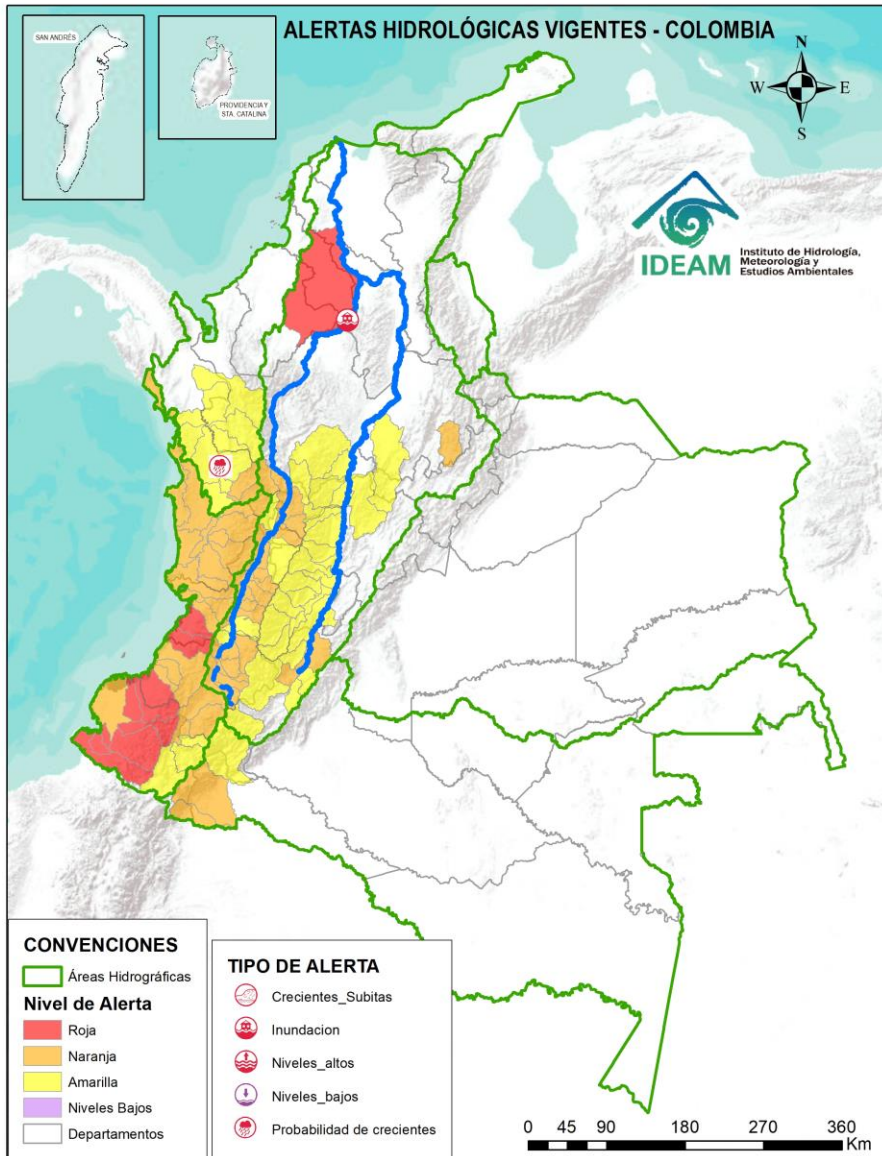 ALERTAS HIDROLÓGICAS VIGENTES - COLOMBIA
SAN ANDRÉS
PROVIDENCIA Y
STA. CATALINA
N
W E
S
IDEAM
Instituto de Hidrología,
Meteorología y
Estudios Ambientales
CONVENCIONES
Áreas Hidrográficas
Nivel de Alerta
Roja
Naranja
Amarilla
Niveles Bajos
Departamentos
TIPO DE ALERTA
Crecientes_Subitas
Inundacion
Niveles_altos
Niveles_bajos
Probabilidad de crecientes
0 45 90 180 270 360
Km